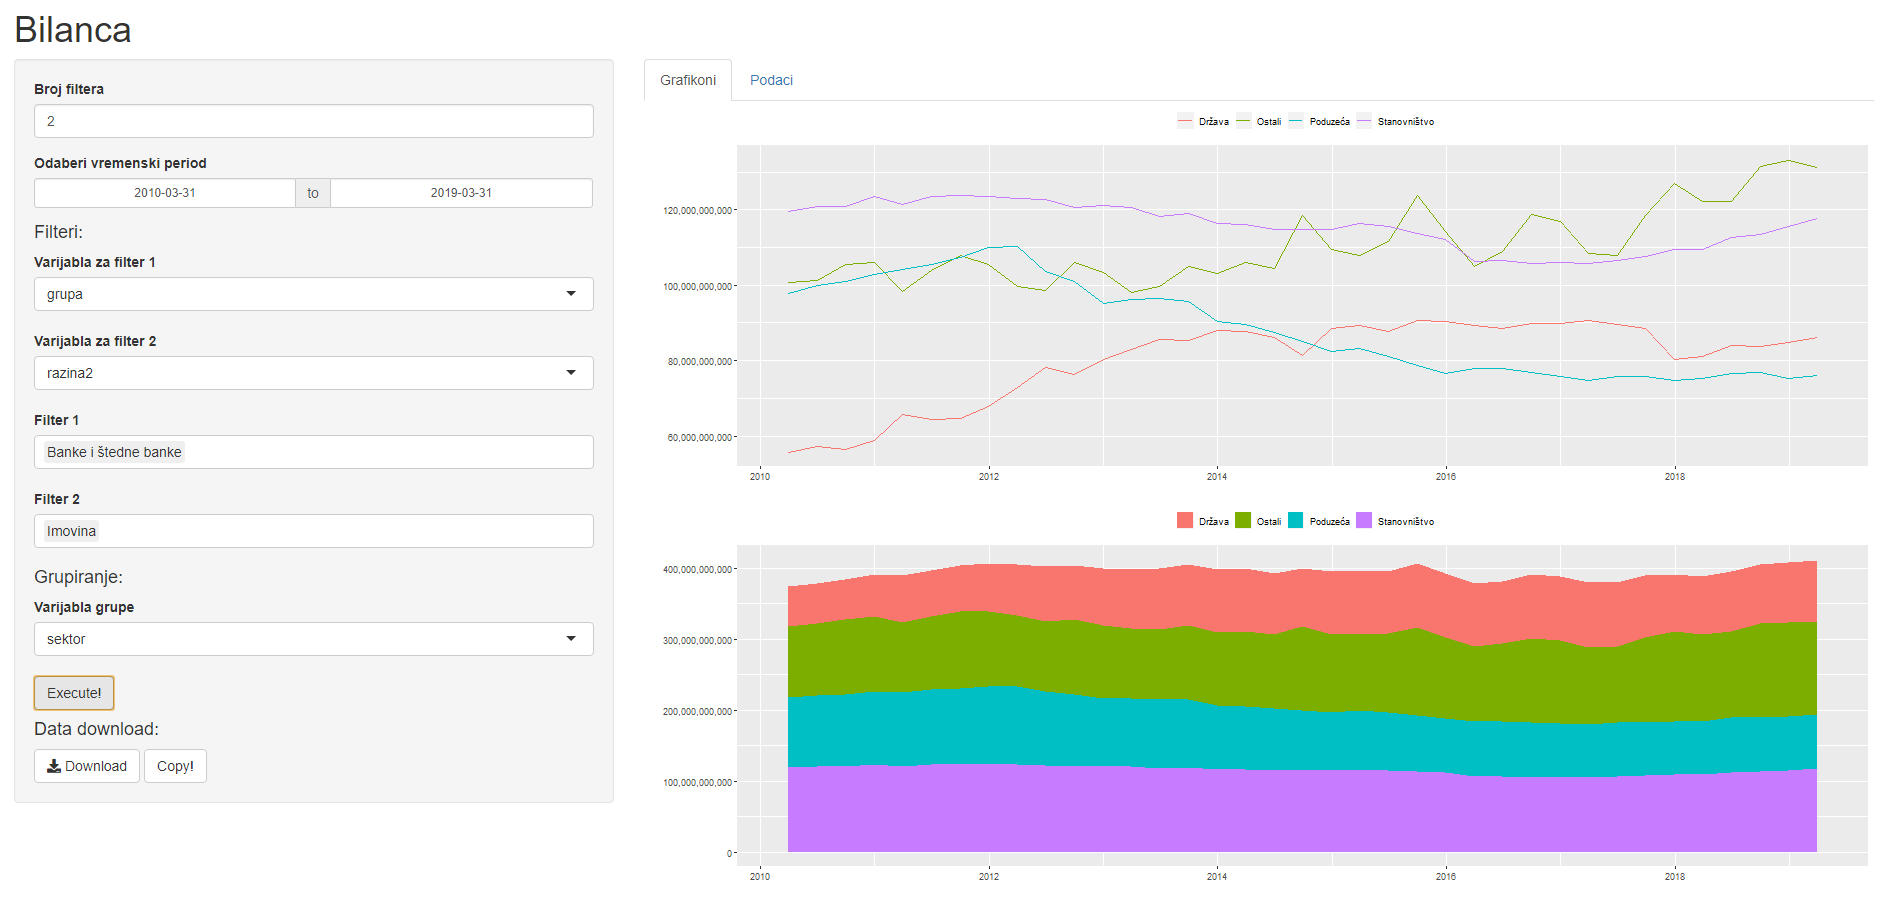 Bilanca
Broj filtera
2
Odaberi vremenski period
2010-03-31 to 2019-03-31
Filteri:
Varijabla za filter 1
grupa
Varijabla za filter 2
razina2
Filter 1
Banke i štedne banke
Filter 2
Imovina
Grupiranje:
Varijabla grupe
sektor
Execute!
Data download:
Download Copy!
Grafikoni Podaci
Država Ostali Poduzeća Stanovništvo
120,000,000,000
100,000,000,000
80,000,000,000
60,000,000,000
2010 2012 2014 2016 2018
Država Ostali Poduzeća Stanovništvo
400,000,000,000
300,000,000,000
200,000,000,000
100,000,000,000
0
2010 2012 2014 2016 2018